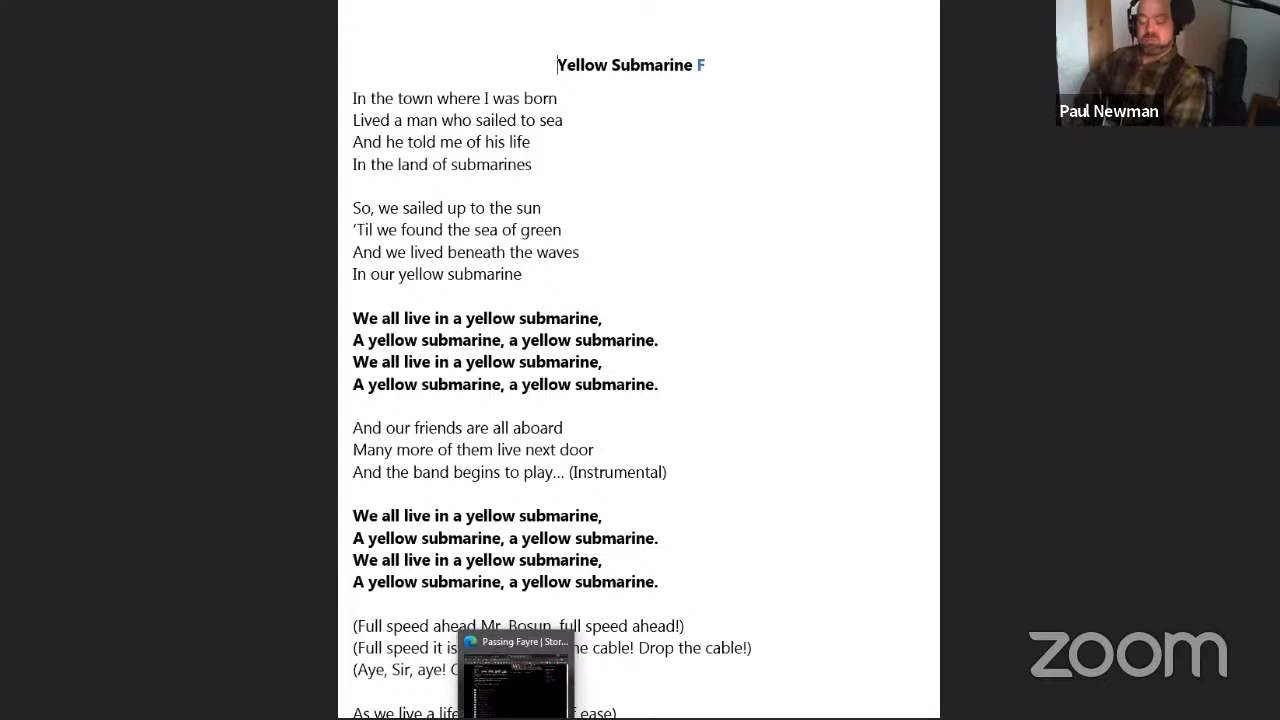 Yellow Submarine F
In the town where I was born
Lived a man who sailed to sea
And he told me of his life
In the land of submarines
So, we sailed up to the sun
‘Til we found the sea of green
And we lived beneath the waves
In our yellow submarine
We all live in a yellow submarine,
A yellow submarine, a yellow submarine.
We all live in a yellow submarine,
A yellow submarine, a yellow submarine.
And our friends are all aboard
Many more of them live next door
And the band begins to play… (Instrumental)
We all live in a yellow submarine,
A yellow submarine, a yellow submarine.
We all live in a yellow submarine,
A yellow submarine, a yellow submarine.
(Full speed ahead Mr. Bosun, full speed ahead!)
(Full speed it is cable! Drop the cable!)
(Aye, Sir, aye!
As we live a ease)
Passing Fayre | Stor...
Paul Newman
zoom